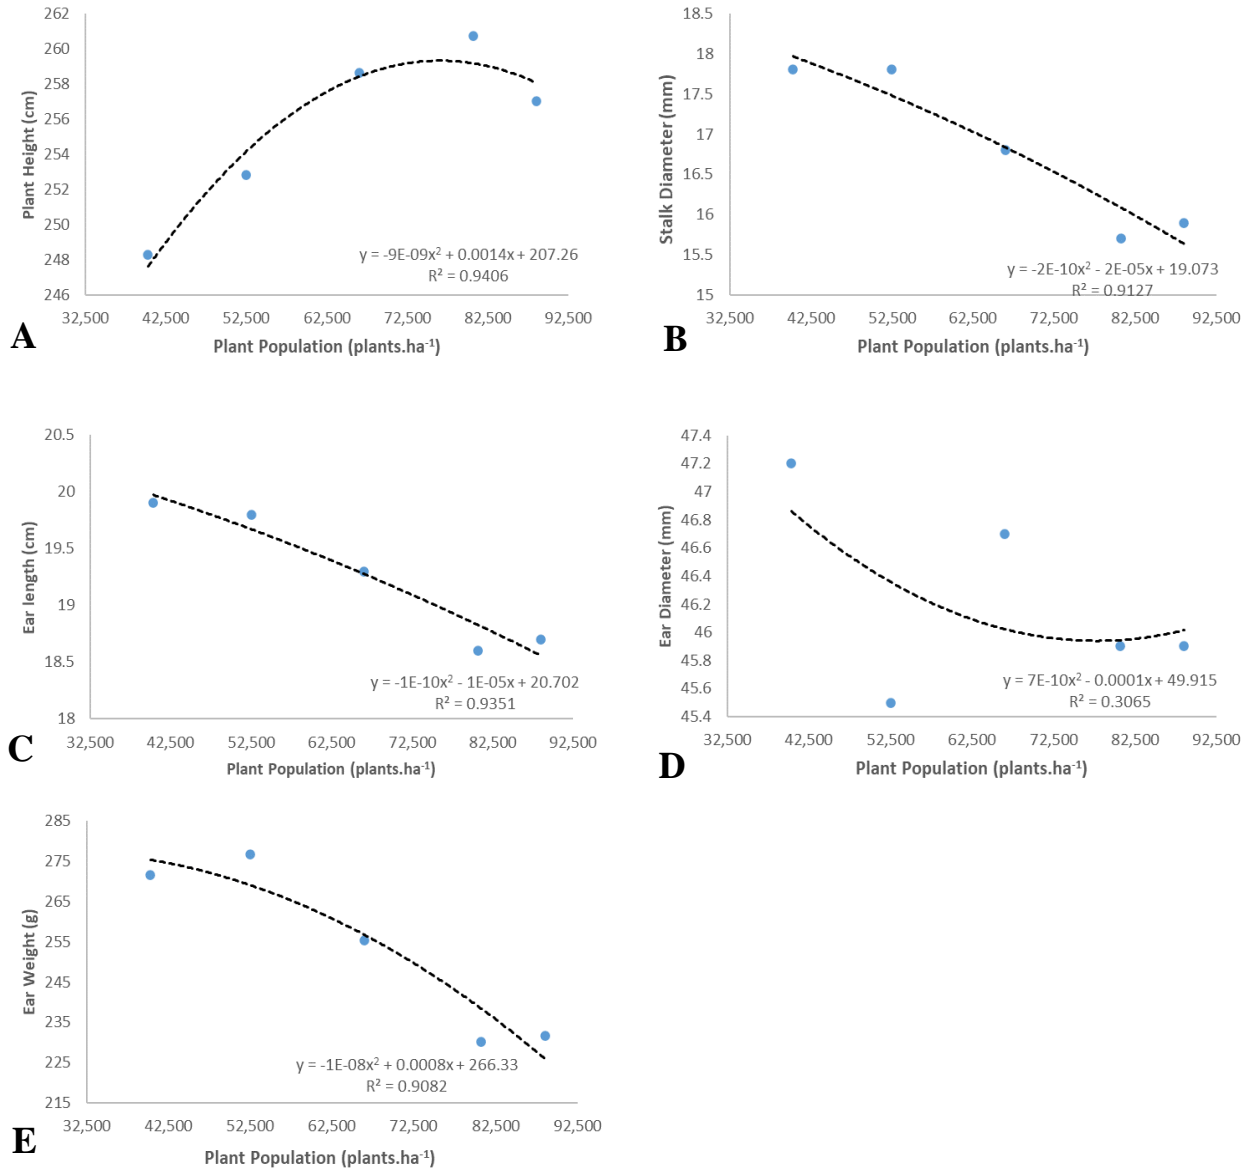 262
260
258
256
254
252
250
248
246
Plant Height (cm)
y = -9E-09x² + 0.0014x + 207.26
R² = 0.9406
32,500 42,500 52,500 62,500 72,500 82,500 92,500
Plant Population (plants.ha⁻¹)
A
18.5
18
17.5
17
16.5
16
15.5
15
Stalk Diameter (mm)
y = -2E-10x² - 2E-05x + 19.073
R² = 0.9127
32,500 42,500 52,500 62,500 72,500 82,500 92,500
Plant Population (plants.ha⁻¹)
B
20.5
20
19.5
19
18.5
18
Ear length (cm)
y = -1E-10x² - 1E-05x + 20.702
R² = 0.9351
32,500 42,500 52,500 62,500 72,500 82,500 92,500
Plant Population (plants.ha⁻¹)
C
47.4
47.2
47
46.8
46.6
46.4
46.2
46
45.8
45.6
45.4
Ear Diameter (mm)
y = 7E-10x² - 0.0001x + 49.915
R² = 0.3065
32,500 42,500 52,500 62,500 72,500 82,500 92,500
Plant Population (plants.ha⁻¹)
D
285
275
265
255
245
235
225
215
Ear Weight (g)
y = -1E-08x² + 0.0008x + 266.33
R² = 0.9082
32,500 42,500 52,500 62,500 72,500 82,500 92,500
Plant Population (plants.ha⁻¹)
E